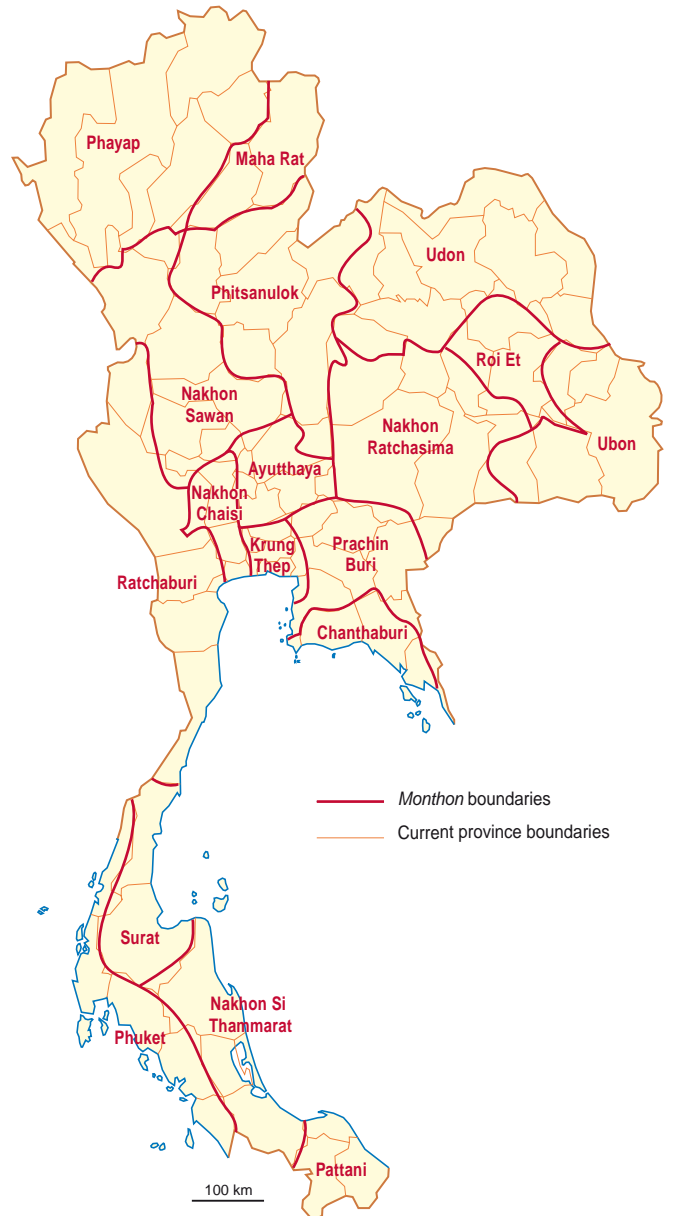 Phayap
Maha Rat
Udon
Phitsanulok
Roi Et
Nakhon
Sawan
Nakhon
Ratchasima
Ubon
Ayutthaya
Nakhon
Chaisi
Krung
Thep
Prachin
Buri
Ratchaburi
Chanthaburi
Monthon boundaries
Current province boundaries
Surat
Nakhon Si
Thammarat
Phuket
Pattani
100 km